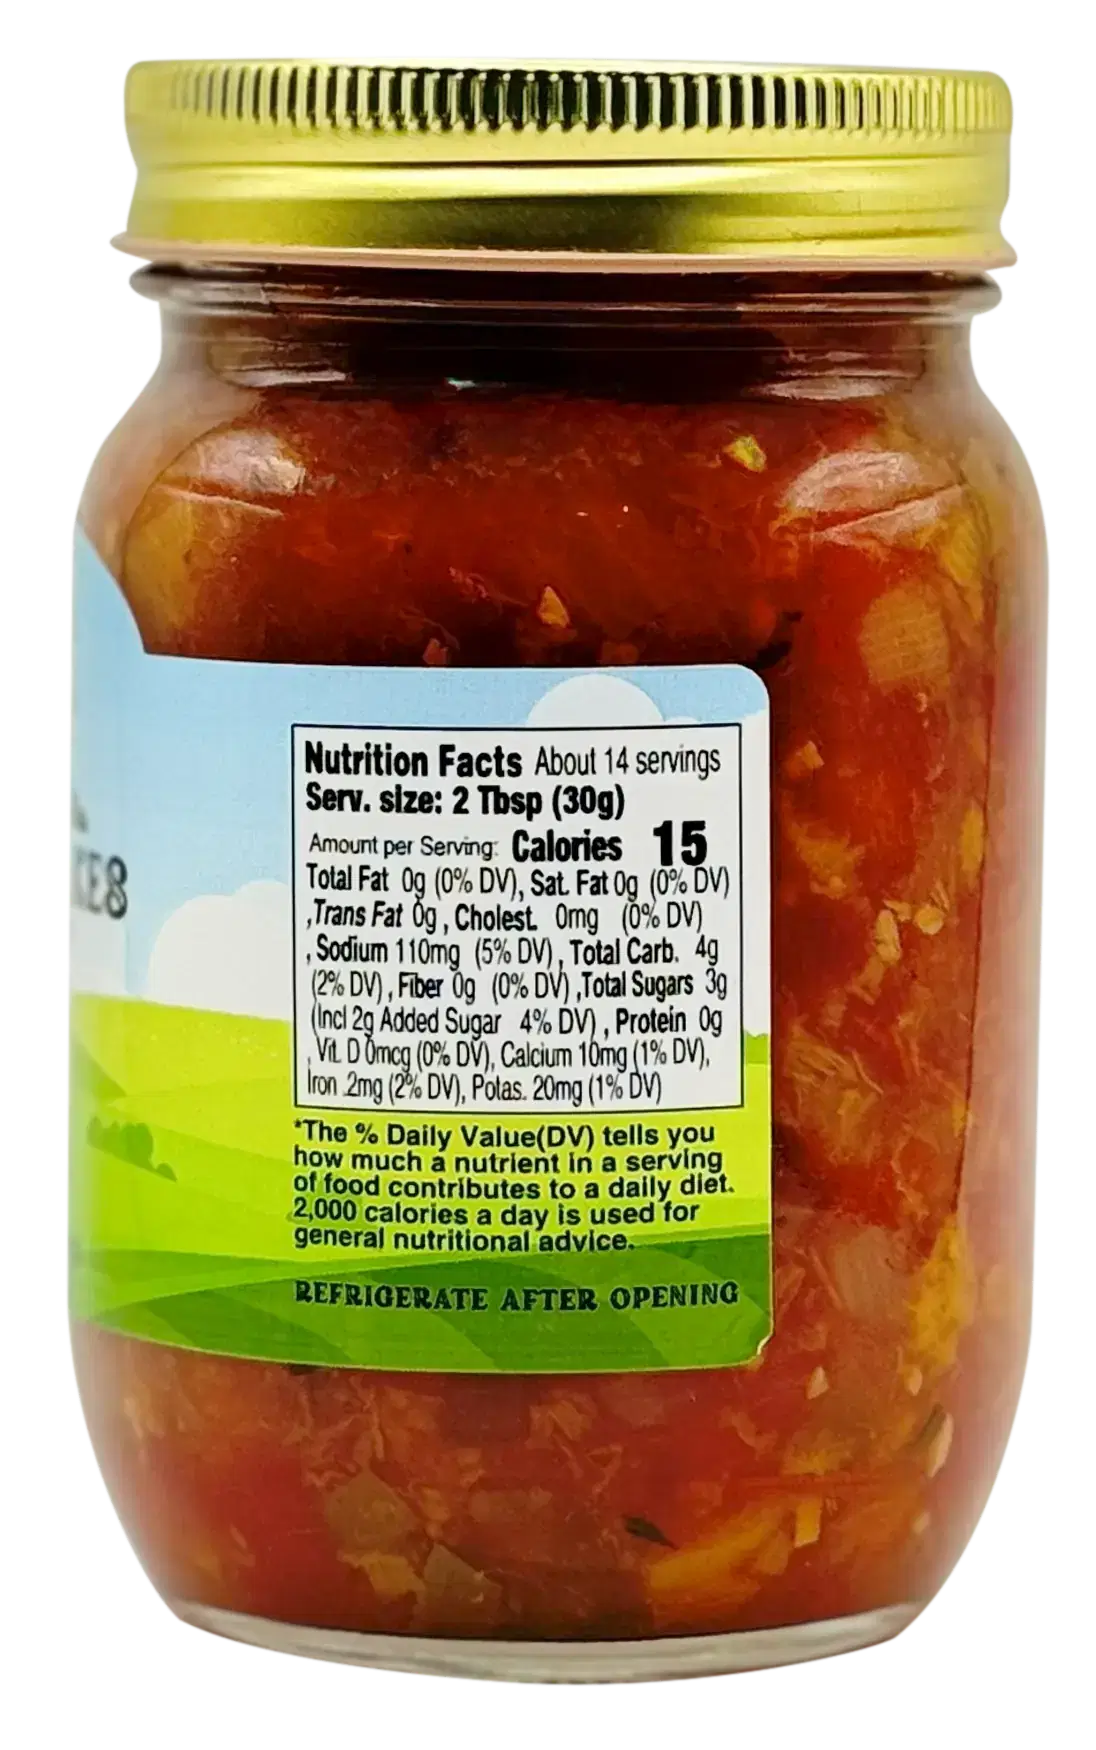 Nutrition Facts About 14 servings
Serv. size: 2 Tbsp (30g)
Amount per Serving: Calories 15
Total Fat 0g (0% DV), Sat. Fat 0g (0% DV)
,Trans Fat 0g , Cholest. 0mg (0% DV)
, Sodium 110mg (5% DV) , Total Carb. 4g
(2% DV) , Fiber 0g (0% DV) ,Total Sugars 3g
(Incl 2g Added Sugar 4% DV) , Protein 0g
, Vit. D 0mcg (0% DV), Calcium 10mg (1% DV),
Iron .2mg (2% DV), Potas. 20mg (1% DV)
*The % Daily Value(DV) tells you
how much a nutrient in a serving
of food contributes to a daily diet.
2,000 calories a day is used for
general nutritional advice.
REFRIGERATE AFTER OPENING